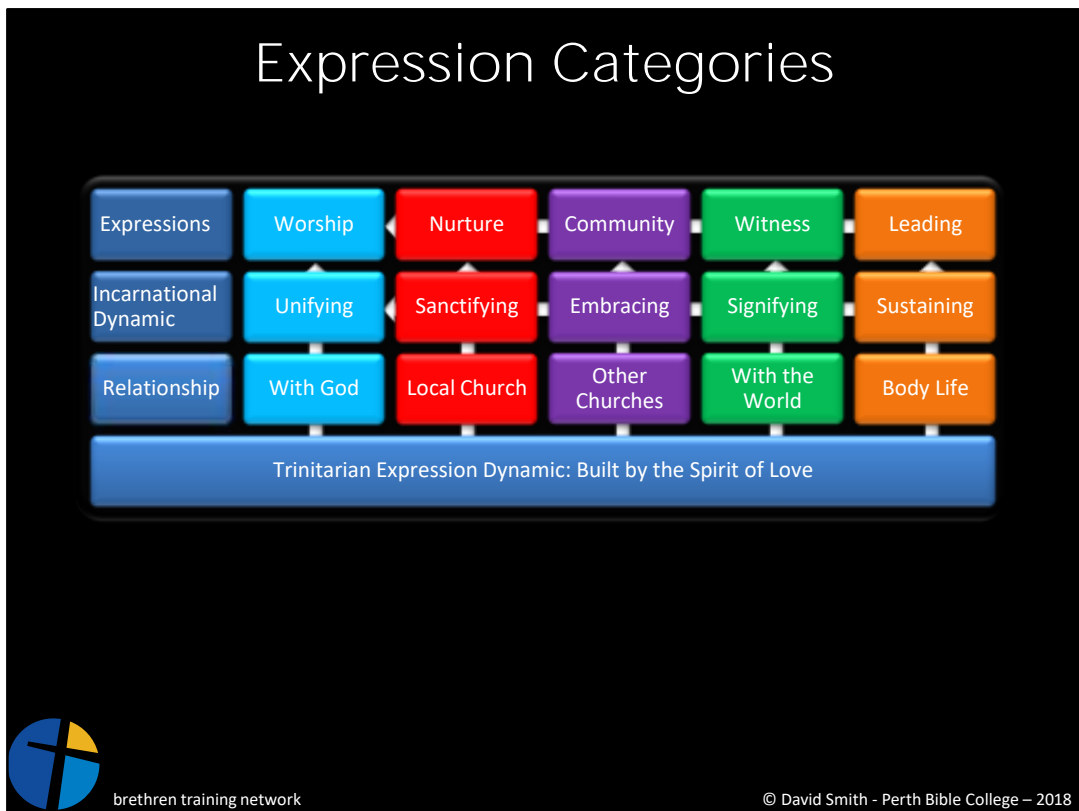 Expression Categories
Expressions
Worship
Nurture
Community
Witness
Leading
Incarnational
Dynamic
Unifying
Sanctifying
Embracing
Signifying
Sustaining
Relationship
With God
Local Church
Other
Churches
With the
World
Body Life
Trinitarian Expression Dynamic: Built by the Spirit of Love
brethren training network
© David Smith - Perth Bible College – 2018